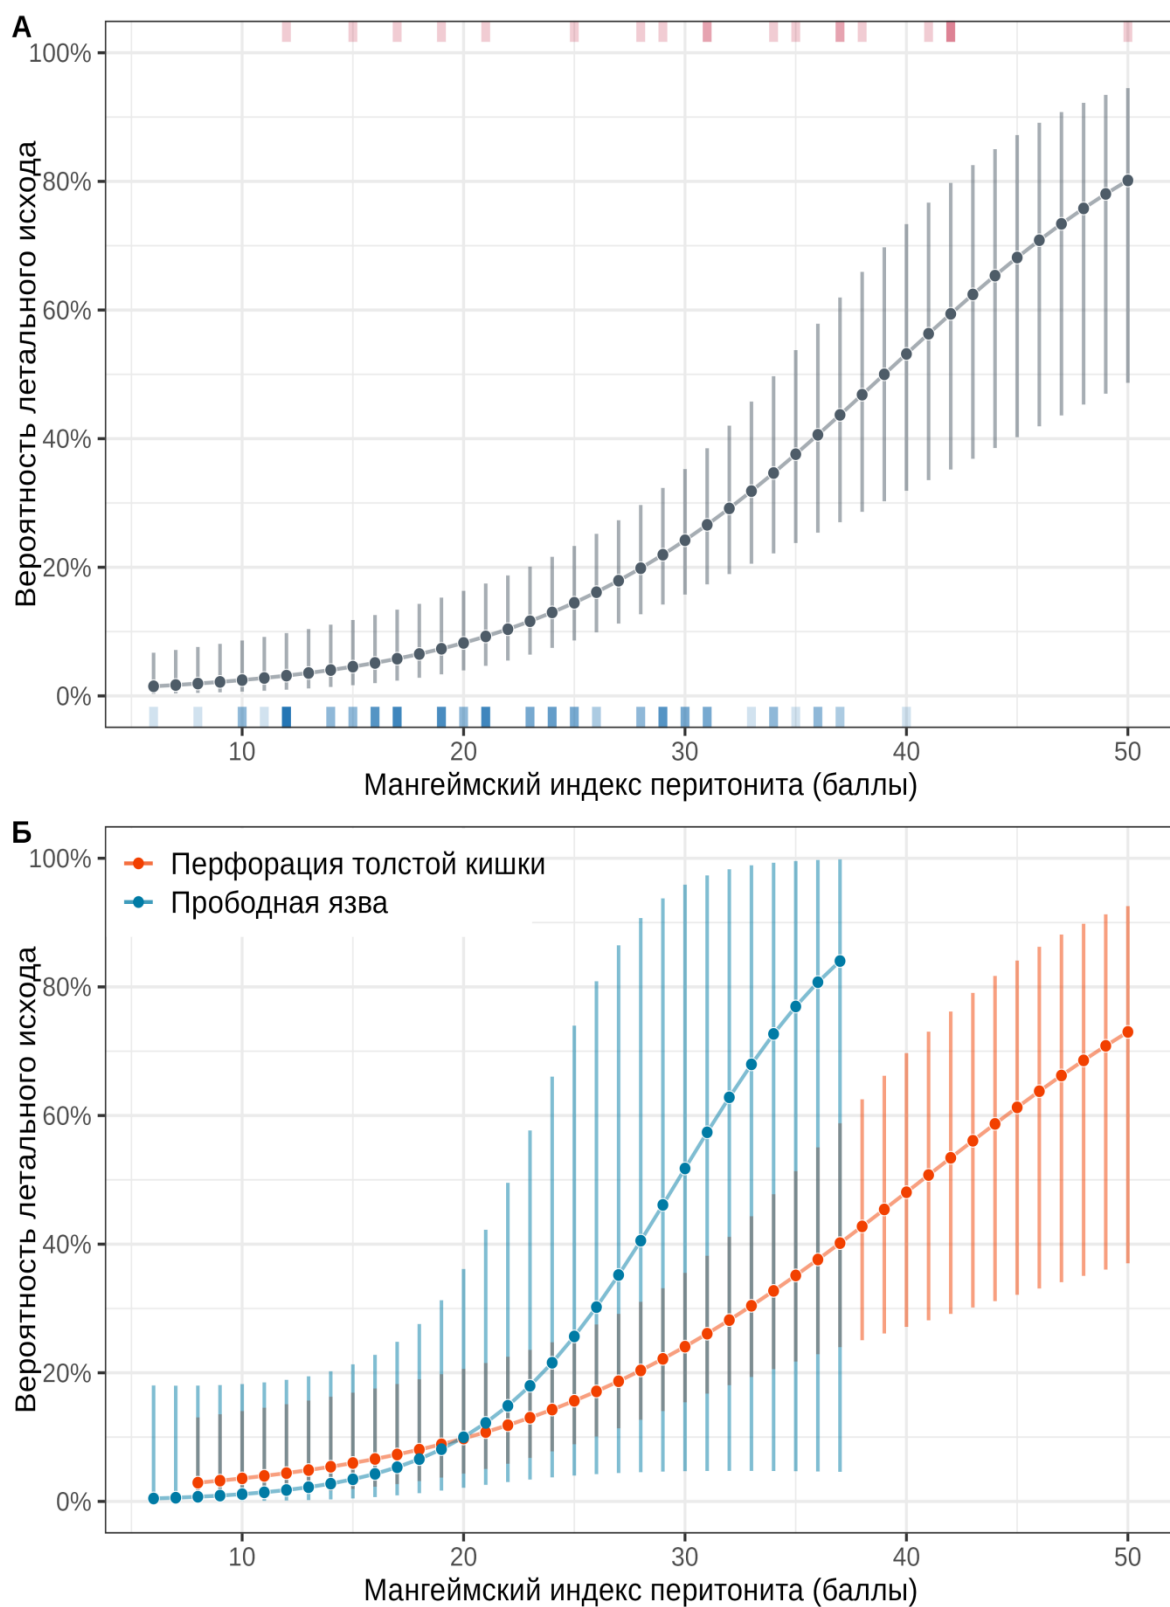 А
100%
80%
60%
40%
20%
0%
Вероятность летального исхода
10 20 30 40 50
Мангеймский индекс перитонита (баллы)
Б
Перфорация толстой кишки
Прободная язва
100%
80%
60%
40%
20%
0%
Вероятность летального исхода
10 20 30 40 50
Мангеймский индекс перитонита (баллы)